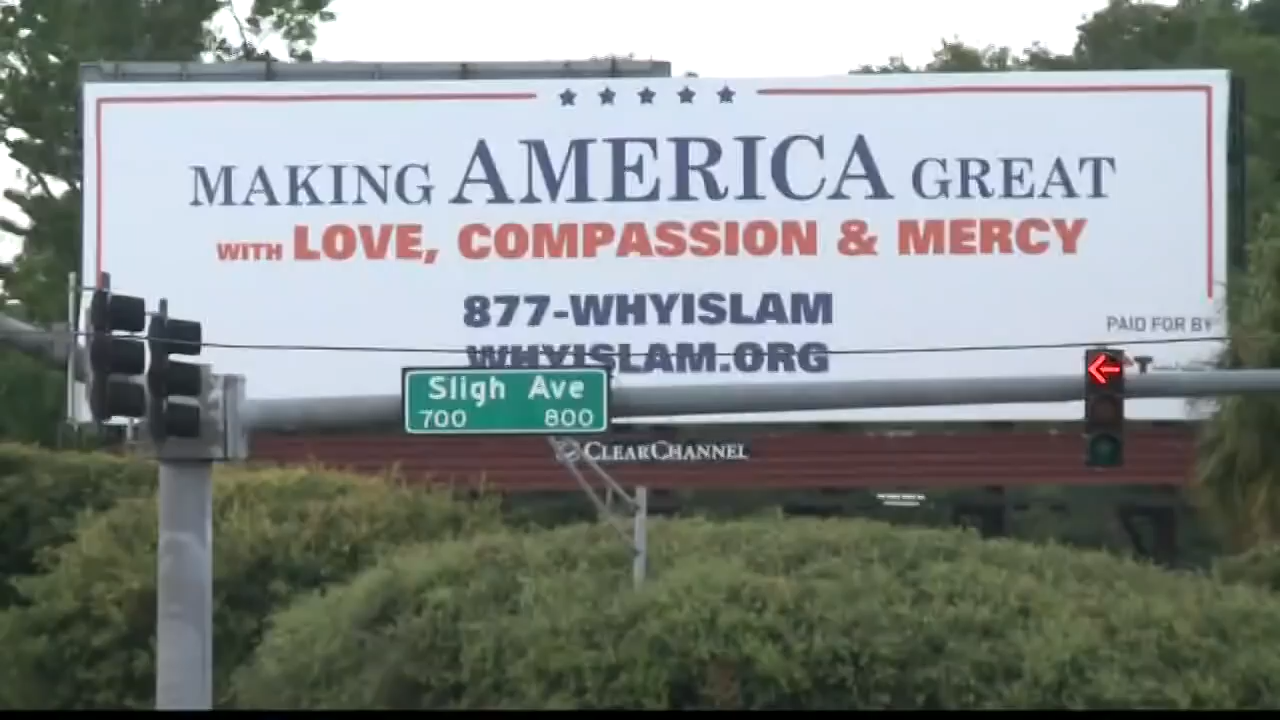 MAKING AMERICA GREAT
WITH LOVE, COMPASSION & MERCY
877-WHYISLAM
WHYISLAM.ORG
PAID FOR BY
Sligh Ave
700 800
CLEARCHANNEL